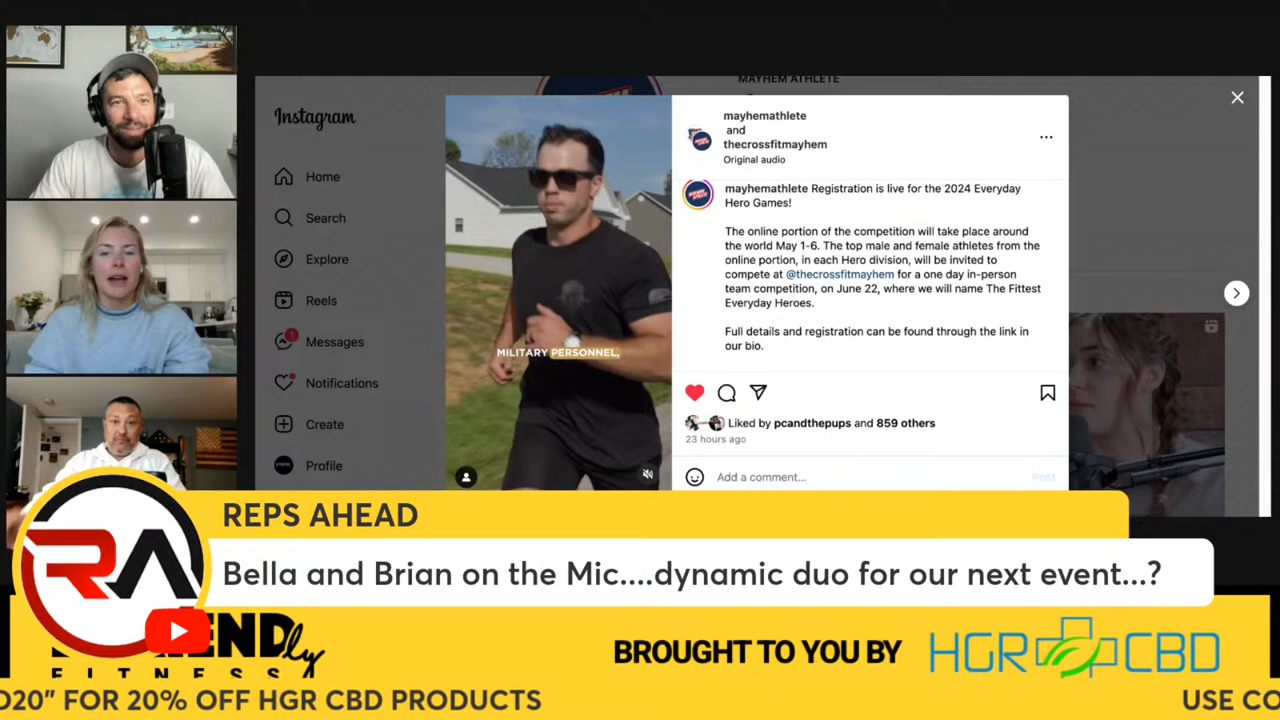 MAYHEM ATHLETE
Instagram
Home
Search
Explore
Reels
1
Messages
Notifications
Create
Profile
MILITARY PERSONNEL,
mayhemathlete
and
thecrossfitmayhem
Original audio
mayhemathlete Registration is live for the 2024 Everyday
Hero Games!
The online portion of the competition will take place around
the world May 1-6. The top male and female athletes from the
online portion, in each Hero division, will be invited to
compete at @thecrossfitmayhem for a one day in-person
team competition, on June 22, where we will name The Fittest
Everyday Heroes.
Full details and registration can be found through the link in
our bio.
Liked by pcandthepups and 859 others
23 hours ago
Add a comment...
Post
RA
REPS AHEAD
Bella and Brian on the Mic....dynamic duo for our next event...?
ENDly
FITNESS
BROUGHT TO YOU BY
HGR CBD
D20" FOR 20% OFF HGR CBD PRODUCTS
USE CO